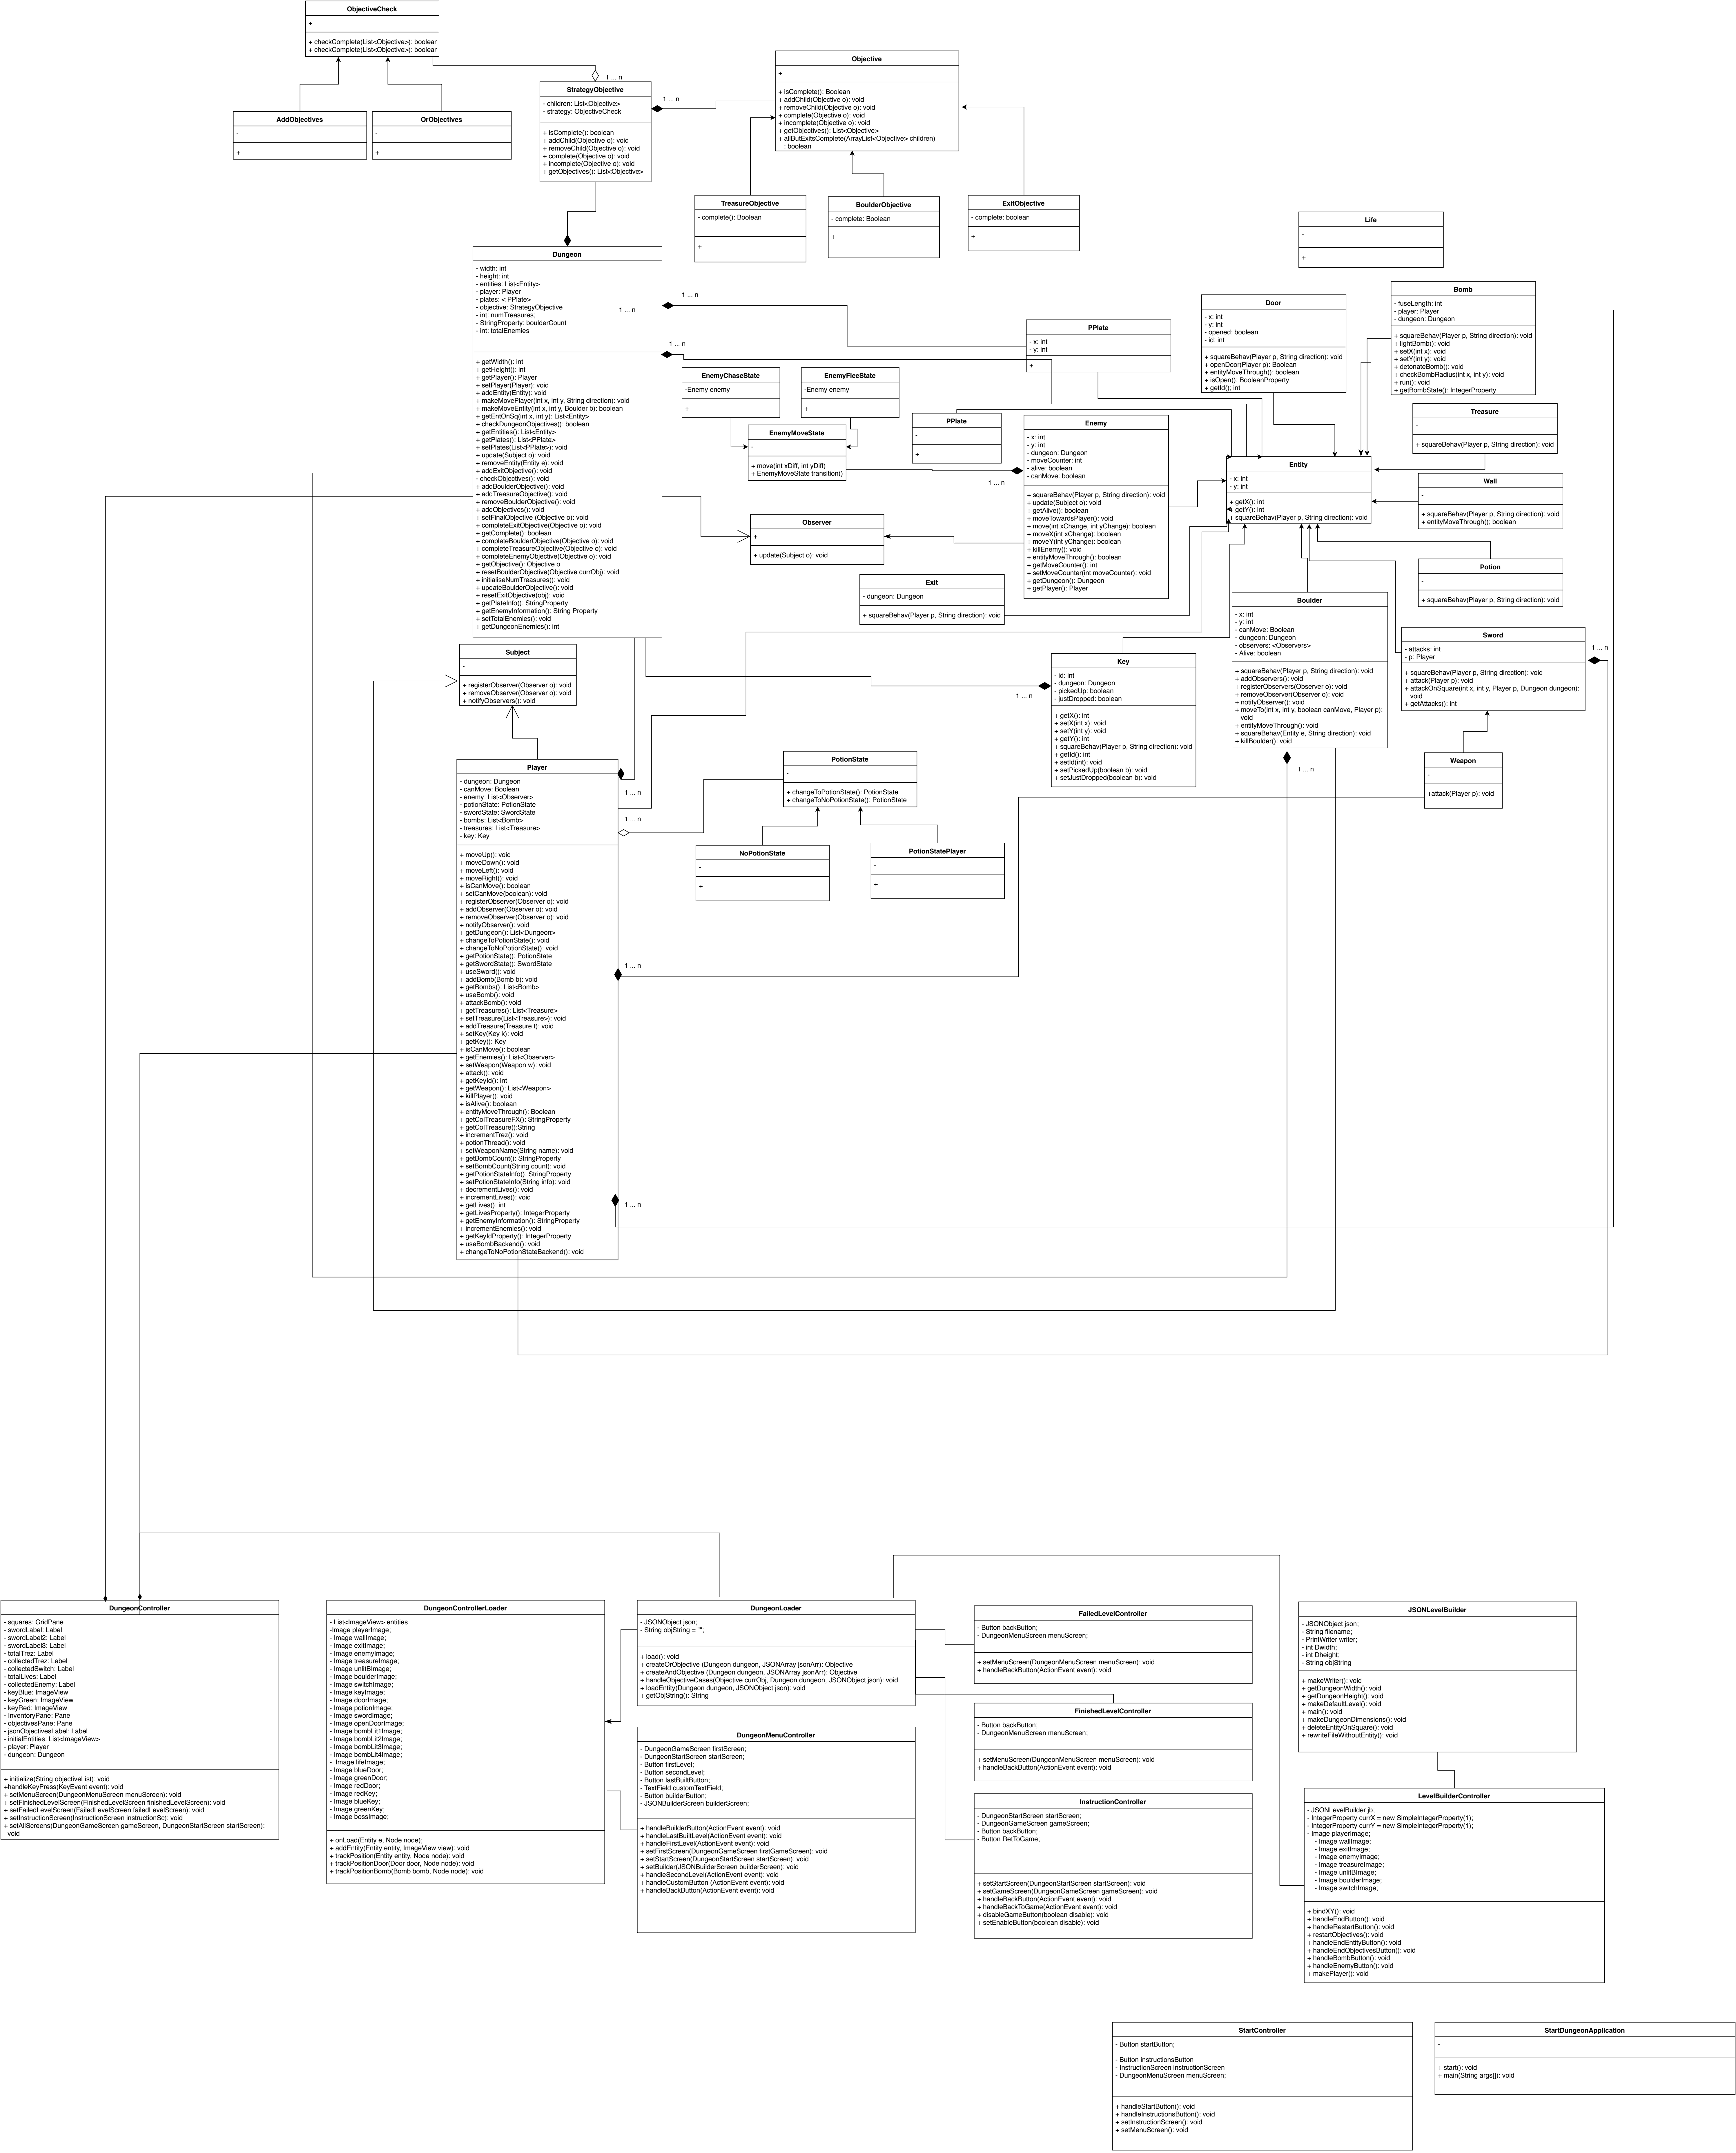 ObjectiveCheck
+
+ checkComplete(List<Objective>): boolear
+ checkComplete(List<Objective>): boolear
AddObjectives
-
+
OrObjectives
-
+
1 ... n
StrategyObjective
- children: List<Objective>
- strategy: ObjectiveCheck
+ isComplete(): boolean
+ addChild(Objective o): void
+ removeChild(Objective o): void
+ complete(Objective o): void
+ incomplete(Objective o): void
+ getObjectives(): List<Objective>
1 ... n
Objective
+
+ isComplete(): Boolean
+ addChild(Objective o): void
+ removeChild(Objective o): void
+ complete(Objective o): void
+ incomplete(Objective o): void
+ getObjectives(): List<Objective>
+ allButExitsComplete(ArrayList<Objective> children)
: boolean
TreasureObjective
- complete(): Boolean
+
BoulderObjective
- complete: Boolean
+
ExitObjective
- complete: boolean
+
Dungeon
- width: int
- height: int
- entities: List<Entity>
- player: Player
- plates: < PPlate>
- objective: StrategyObjective
- int: numTreasures;
- StringProperty: boulderCount
- int: totalEnemies
1 ... n
+ getWidth(): int
+ getHeight(): int
+ getPlayer(): Player
+ setPlayer(Player): void
+ addEntity(Entity): void
+ makeMovePlayer(int x, int y, String direction): void
+ makeMoveEntity(int x, int y, Boulder b): boolean
+ getEntOnSq(int x, int y): List<Entity>
+ checkDungeonObjectives(): boolean
+ getEntities(): List<Entity>
+ getPlates(): List<PPlate>
+ setPlates(List<PPlate>): void
+ update(Subject o): void
+ removeEntity(Entity e): void
+ addExitObjective(): void
- checkObjectives(): void
+ addBoulderObjective(): void
+ addTreasureObjective(): void
+ removeBoulderObjective(): void
+ addObjectives(): void
+ setFinalObjective (Objective o): void
+ completeExitObjective(Objective o): void
+ getComplete(): boolean
+ completeBoulderObjective(Objective o): void
+ completeTreasureObjective(Objective o): void
+ completeEnemyObjective(Objective o): void
+ getObjective(): Objective o
+ resetBoulderObjective(Objective currObj): void
+ initialiseNumTreasures(): void
+ updateBoulderObjective(): void
+ resetExitObjective(obj): void
+ getPlateInfo(): StringProperty
+ getEnemyInformation(): String Property
+ setTotalEnemies(): void
+ getDungeonEnemies(): int
1 ... n
1 ... n
EnemyChaseState
-Enemy enemy
+
EnemyFleeState
-Enemy enemy
+
EnemyMoveState
-
+ move(int xDiff, int yDiff)
+ EnemyMoveState transition()
PPlate
-
+
PPlate
- x: int
- y: int
+
Enemy
- x: int
- y: int
- dungeon: Dungeon
- moveCounter: int
- alive: boolean
- canMove: boolean
+ squareBehav(Player p, String direction): void
+ update(Subject o): void
+ getAlive(): boolean
+ moveTowardsPlayer(): void
+ move(int xChange, int yChange): boolean
+ moveX(int xChange): boolean
+ moveY(int yChange): boolean
+ killEnemy(): void
+ entityMoveThrough(): boolean
+ getMoveCounter(): int
+ setMoveCounter(int moveCounter): void
+ getDungeon(): Dungeon
+ getPlayer(): Player
1 ... n
Life
-
+
Door
- x: int
- y: int
- opened: boolean
- id: int
+ squareBehav(Player p, String direction): void
+ openDoor(Player p): Boolean
+ entityMoveThrough(): boolean
+ isOpen(): BooleanProperty
+ getId(); int
Bomb
- fuseLength: int
- player: Player
- dungeon: Dungeon
+ squareBehav(Player p, String direction): void
+ lightBomb(): void
+ setX(int x): void
+ setY(int y): void
+ detonateBomb(): void
+ checkBombRadius(int x, int y): void
+ run(): void
+ getBombState(): IntegerProperty
Treasure
-
+ squareBehav(Player p, String direction): void
Entity
- x: int
- y: int
+ getX(): int
+ getY(): int
+ squareBehav(Player p, String direction): void
Wall
-
+ squareBehav(Player p, String direction): void
+ entityMoveThrough(); boolean
Observer
+
+ update(Subject o): void
Exit
- dungeon: Dungeon
+ squareBehav(Player p, String direction): void
Potion
-
+ squareBehav(Player p, String direction): void
Boulder
- x: int
- y: int
- canMove: Boolean
- dungeon: Dungeon
- observers: <Observers>
- Alive: boolean
+ squareBehav(Player p, String direction): void
+ addObservers(): void
+ registerObservers(Observer o): void
+ removeObserver(Observer o): void
+ notifyObserver(): void
+ moveTo(int x, int y, boolean canMove, Player p):
void
+ entityMoveThrough(): void
+ squareBehav(Entity e, String direction): void
+ killBoulder(): void
1 ... n
Sword
- attacks: int
- p: Player
+ squareBehav(Player p, String direction): void
+ attack(Player p): void
+ attackOnSquare(int x, int y, Player p, Dungeon dungeon):
void
+ getAttacks(): int
1 ... n
Key
- id: int
- dungeon: Dungeon
- pickedUp: boolean
- justDropped: boolean
+ getX(): int
+ setX(int x): void
+ setY(int y): void
+ getY(): int
+ squareBehav(Player p, String direction): void
+ getId(): int
+ setId(int): void
+ setPickedUp(boolean b): void
+ setJustDropped(boolean b): void
1 ... n
Weapon
-
+attack(Player p): void
Subject
-
+ registerObserver(Observer o): void
+ removeObserver(Observer o): void
+ notifyObservers(): void
Player
- dungeon: Dungeon
- canMove: Boolean
- enemy: List<Observer>
- potionState: PotionState
- swordState: SwordState
- bombs: List<Bomb>
- treasures: List<Treasure>
- key: Key
+ moveUp(): void
+ moveDown(): void
+ moveLeft(): void
+ moveRight(): void
+ isCanMove(): boolean
+ setCanMove(boolean): void
+ registerObserver(Observer o): void
+ addObserver(Observer o): void
+ removeObserver(Observer o): void
+ notifyObserver(): void
+ getDungeon(): List<Dungeon>
+ changeToPotionState(): void
+ changeToNoPotionState(): void
+ getPotionState(): PotionState
+ getSwordState(): SwordState
+ useSword(): void
+ addBomb(Bomb b): void
+ getBombs(): List<Bomb>
+ useBomb(): void
+ attackBomb(): void
+ getTreasures(): List<Treasure>
+ setTreasure(List<Treasure>): void
+ addTreasure(Treasure t): void
+ setKey(Key k): void
+ getKey(): Key
+ isCanMove(): boolean
+ getEnemies(): List<Observer>
+ setWeapon(Weapon w): void
+ attack(): void
+ getKeyId(): int
+ getWeapon(): List<Weapon>
+ killPlayer(): void
+ isAlive(): boolean
+ entityMoveThrough(): Boolean
+ getColTreasureFX(): StringProperty
+ getColTreasure():String
+ incrementTrez(): void
+ potionThread(): void
+ setWeaponName(String name): void
+ getBombCount(): StringProperty
+ setBombCount(String count): void
+ getPotionStateInfo(): StringProperty
+ setPotionStateInfo(String info): void
+ decrementLives(): void
+ incrementLives(): void
+ getLives(): int
+ getLivesProperty(): IntegerProperty
+ getEnemyInformation(): StringProperty
+ incrementEnemies(): void
+ getKeyIdProperty(): IntegerProperty
+ useBombBackend(): void
+ changeToNoPotionStateBackend(): void
1 ... n
1 ... n
1 ... n
1 ... n
PotionState
-
+ changeToPotionState(): PotionState
+ changeToNoPotionState(): PotionState
NoPotionState
-
+
PotionStatePlayer
-
+
DungeonController
- squares: GridPane
- swordLabel: Label
- swordLabel2: Label
- swordLabel3: Label
- totalTrez: Label
- collectedTrez: Label
- collectedSwitch: Label
- totalLives: Label
- collectedEnemy: Label
- keyBlue: ImageView
- keyGreen: ImageView
- keyRed: ImageView
- InventoryPane: Pane
- objectivesPane: Pane
- jsonObjectivesLabel: Label
- initialEntities: List<ImageView>
- player: Player
- dungeon: Dungeon
+ initialize(String objectiveList): void
+handleKeyPress(KeyEvent event): void
+ setMenuScreen(DungeonMenuScreen menuScreen): void
+ setFinishedLevelScreen(FinishedLevelScreen finishedLevelScreen): void
+ setFailedLevelScreen(FailedLevelScreen failedLevelScreen): void
+ setInstructionScreen(InstructionScreen instructionSc): void
+ setAllScreens(DungeonGameScreen gameScreen, DungeonStartScreen startScreen):
void
DungeonControllerLoader
- List<ImageView> entities
-Image playerImage;
- Image wallImage;
- Image exitImage;
- Image enemyImage;
- Image treasureImage;
- Image unlitBImage;
- Image boulderImage;
- Image switchImage;
- Image keyImage;
- Image doorImage;
- Image potionImage;
- Image swordImage;
- Image openDoorImage;
- Image bombLit1Image;
- Image bombLit2Image;
- Image bombLit3Image;
- Image bombLit4Image;
- Image lifeImage;
- Image blueDoor;
- Image greenDoor;
- Image redDoor;
- Image redKey;
- Image blueKey;
- Image greenKey;
- Image bossImage;
+ onLoad(Entity e, Node node);
+ addEntity(Entity entity, ImageView view): void
+ trackPosition(Entity entity, Node node): void
+ trackPositionDoor(Door door, Node node): void
+ trackPositionBomb(Bomb bomb, Node node): void
DungeonLoader
- JSONObject json;
- String objString = "";
+ load(): void
+ createOrObjective (Dungeon dungeon, JSONArray jsonArr): Objective
+ createAndObjective (Dungeon dungeon, JSONArray jsonArr): Objective
+ handleObjectiveCases(Objective currObj, Dungeon dungeon, JSONObject json): void
+ loadEntity(Dungeon dungeon, JSONObject json): void
+ getObjString(): String
DungeonMenuController
- DungeonGameScreen firstScreen;
- DungeonStartScreen startScreen;
- Button firstLevel;
- Button secondLevel;
- Button lastBuiltButton;
- TextField customTextField;
- Button builderButton;
- JSONBuilderScreen builderScreen;
+ handleBuilderButton(ActionEvent event): void
+ handleLastBuiltLevel(ActionEvent event): void
+ handleFirstLevel(ActionEvent event): void
+ setFirstScreen(DungeonGameScreen firstGameScreen): void
+ setStartScreen(DungeonStartScreen startScreen): void
+ setBuilder(JSONBuilderScreen builderScreen): void
+ handleSecondLevel(ActionEvent event): void
+ handleCustomButton (ActionEvent event): void
+ handleBackButton(ActionEvent event): void
FailedLevelController
- Button backButton;
- DungeonMenuScreen menuScreen;
+ setMenuScreen(DungeonMenuScreen menuScreen): void
+ handleBackButton(ActionEvent event): void
FinishedLevelController
- Button backButton;
- DungeonMenuScreen menuScreen;
+ setMenuScreen(DungeonMenuScreen menuScreen): void
+ handleBackButton(ActionEvent event): void
InstructionController
- DungeonStartScreen startScreen;
- DungeonGameScreen gameScreen;
- Button backButton;
- Button RetToGame;
+ setStartScreen(DungeonStartScreen startScreen): void
+ setGameScreen(DungeonGameScreen gameScreen): void
+ handleBackButton(ActionEvent event): void
+ handleBackToGame(ActionEvent event): void
+ disableGameButton(boolean disable): void
+ setEnableButton(boolean disable): void
JSONLevelBuilder
- JSONObject json;
- String filename;
- PrintWriter writer;
- int Dwidth;
- int Dheight;
- String objString
+ makeWriter(): void
+ getDungeonWidth(): void
+ getDungeonHeight(): void
+ makeDefaultLevel(): void
+ main(): void
+ makeDungeonDimensions(): void
+ deleteEntityOnSquare(): void
+ rewriteFileWithoutEntity(): void
LevelBuilderController
- JSONLevelBuilder jb;
- IntegerProperty currX = new SimpleIntegerProperty(1);
- IntegerProperty currY = new SimpleIntegerProperty(1);
- Image playerImage;
- Image wallImage;
- Image exitImage;
- Image enemyImage;
- Image treasureImage;
- Image unlitBImage;
- Image boulderImage;
- Image switchImage;
+ bindXY(): void
+ handleEndButton(): void
+ handleRestartButton(): void
+ restartObjectives(): void
+ handleEndEntityButton(): void
+ handleEndObjectivesButton(): void
+ handleBombButton(): void
+ handleEnemyButton(): void
+ makePlayer(): void
StartController
- Button startButton;
- Button instructionsButton
- InstructionScreen instructionScreen
- DungeonMenuScreen menuScreen;
+ handleStartButton(): void
+ handleInstructionsButton(): void
+ setInstructionScreen(): void
+ setMenuScreen(): void
StartDungeonApplication
-
+ start(): void
+ main(String args[]): void